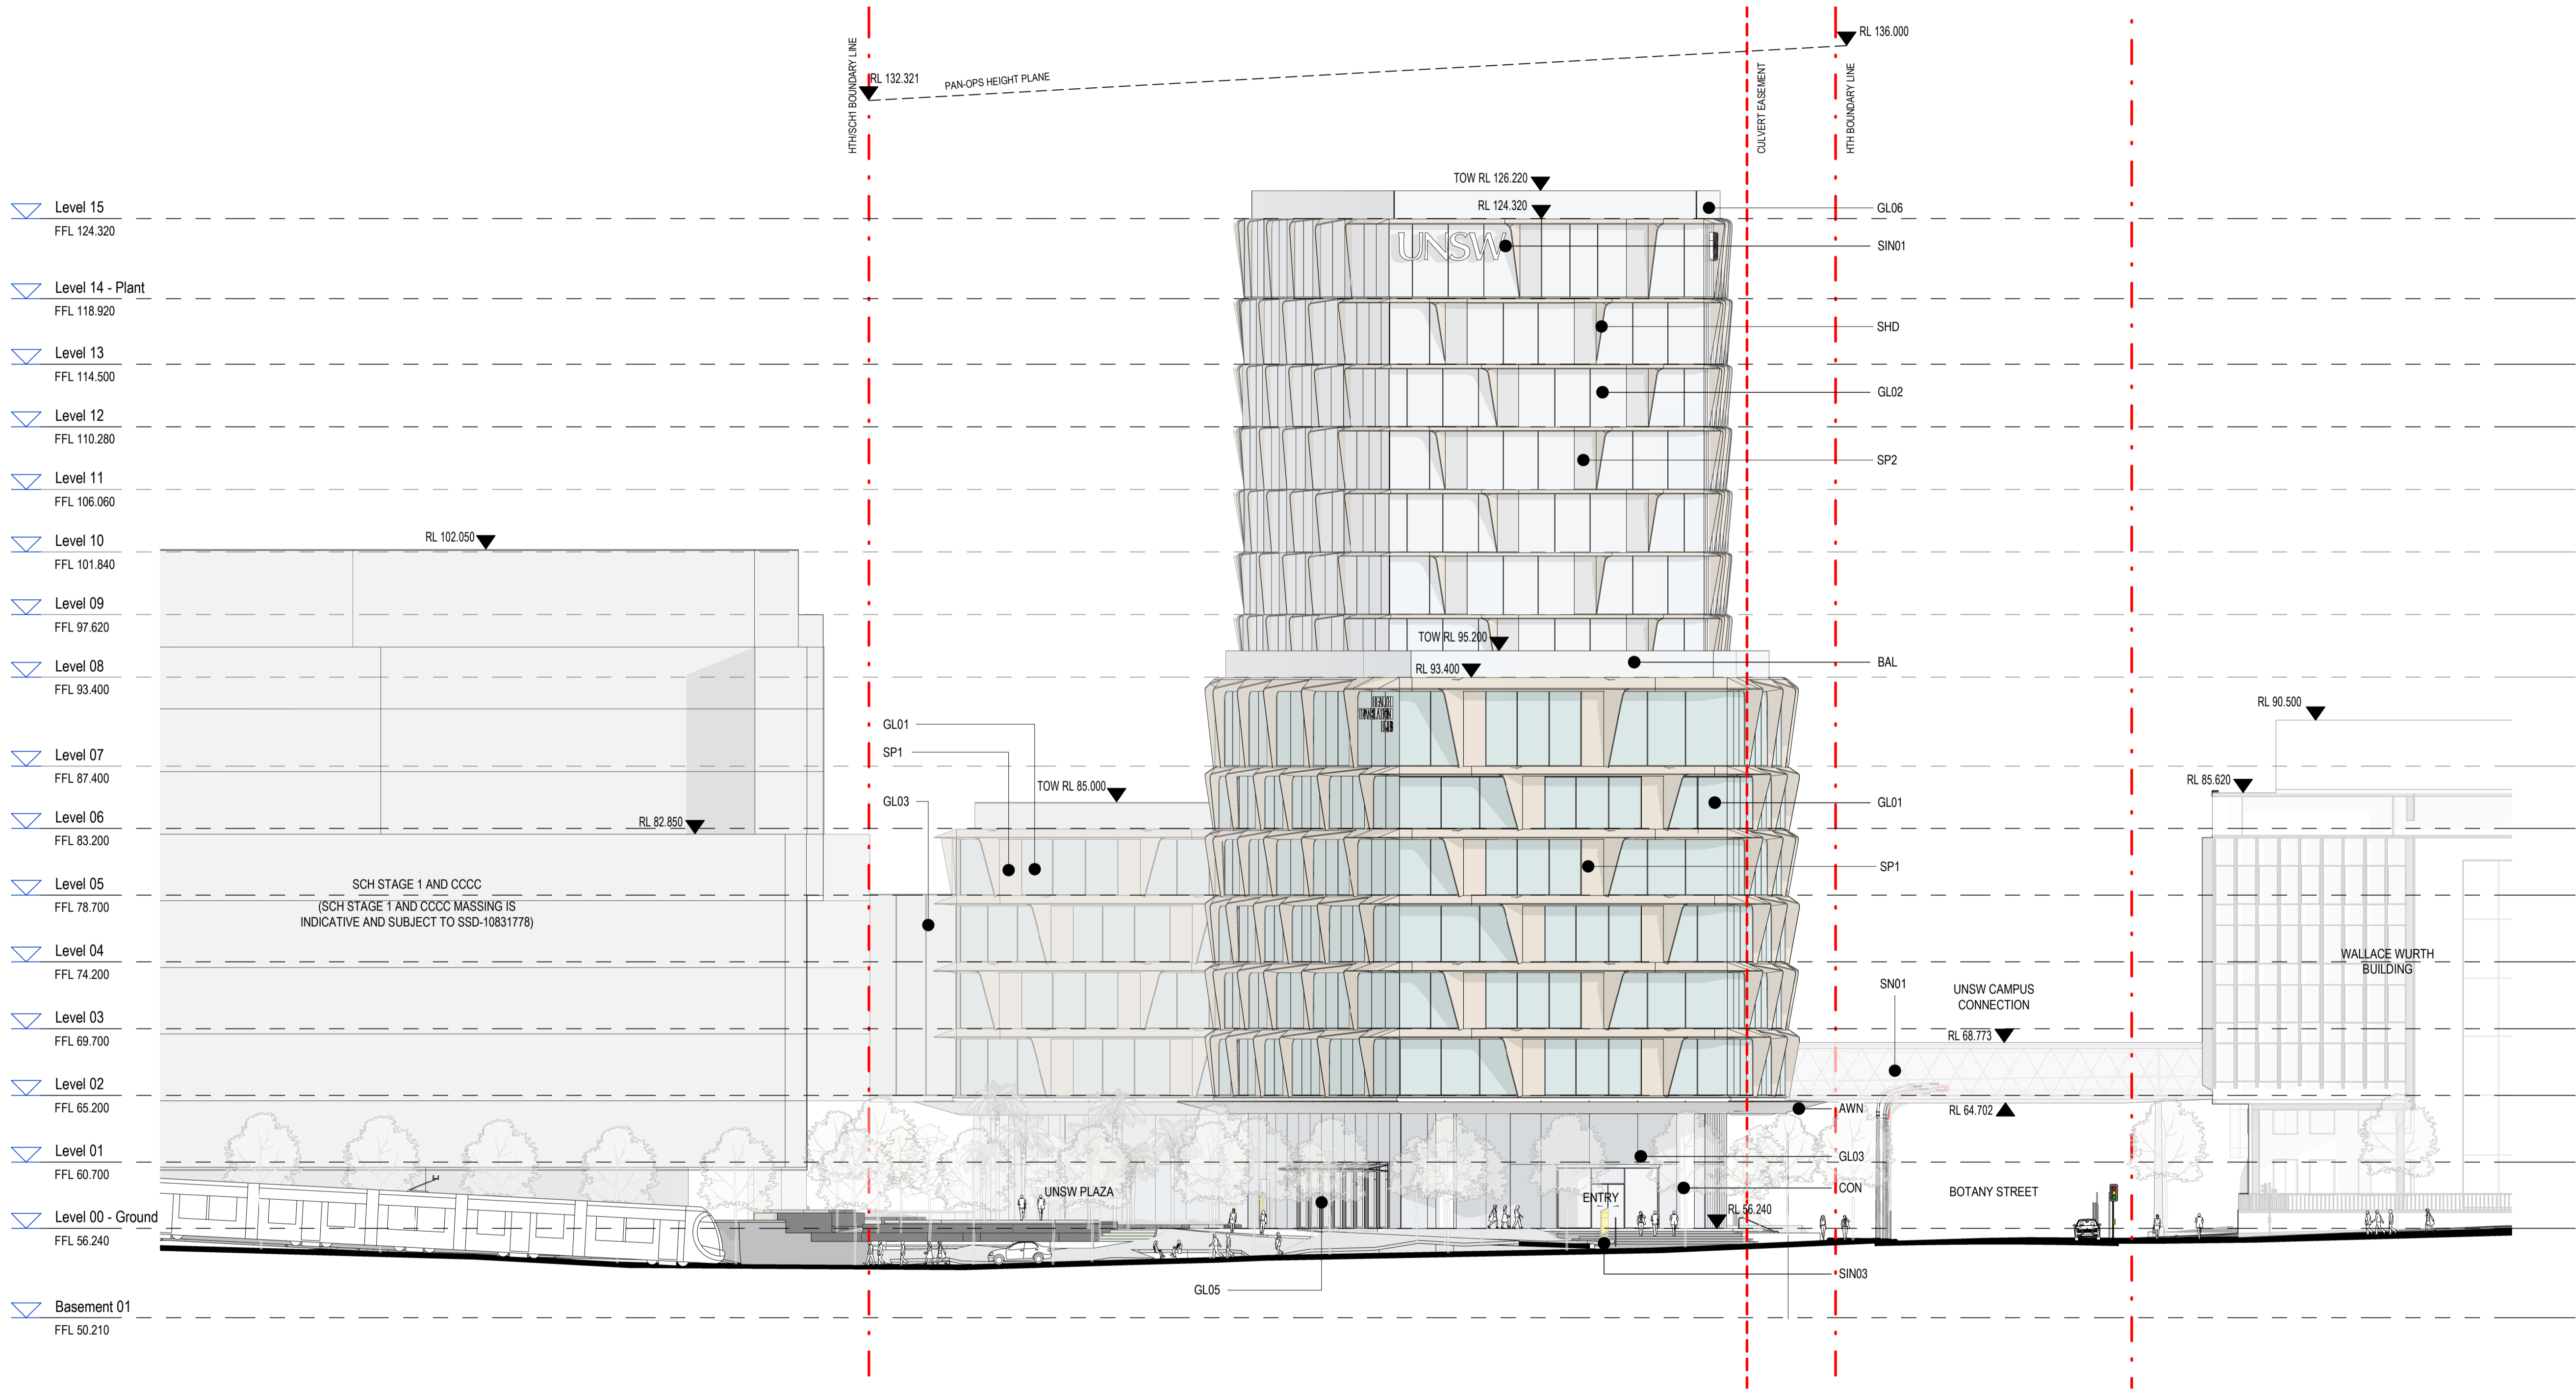 RL 136.000
RL 132.321
PAN-OPS HEIGHT PLANE
HTH/SCH1 BOUNDARY LINE
CULVERT EASEMENT
HTH BOUNDARY LINE
TOW RL 126.220
Level 15
FFL 124.320
RL 124.320
GL06
UNSW
SIN01
Level 14 - Plant
FFL 118.920
SHD
Level 13
FFL 114.500
GL02
Level 12
FFL 110.280
SP2
Level 11
FFL 106.060
Level 10
FFL 101.840
RL 102.050
Level 09
FFL 97.620
TOW RL 95.200
Level 08
FFL 93.400
RL 93.400
BAL
HEALTH
TRANSLATION
HUB
RL 90.500
GL01
SP1
Level 07
FFL 87.400
RL 85.620
TOW RL 85.000
GL03
GL01
Level 06
FFL 83.200
RL 82.850
SP1
Level 05
FFL 78.700
SCH STAGE 1 AND CCCC
(SCH STAGE 1 AND CCCC MASSING IS
INDICATIVE AND SUBJECT TO SSD-10831778)
Level 04
FFL 74.200
WALLACE WURTH
BUILDING
SN01
UNSW CAMPUS
CONNECTION
Level 03
FFL 69.700
RL 68.773
Level 02
FFL 65.200
AWN
RL 64.702
Level 01
FFL 60.700
GL03
UNSW PLAZA
ENTRY
CON
BOTANY STREET
Level 00 - Ground
FFL 56.240
RL 56.240
SIN03
GL05
Basement 01
FFL 50.210